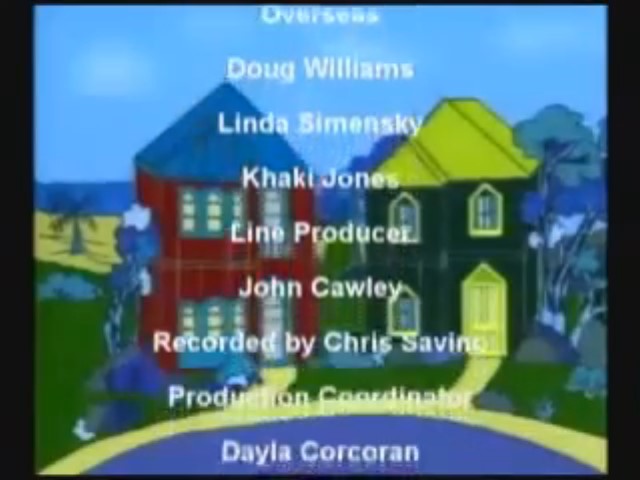 Overseas
Doug Williams
Linda Simensky
Khaki Jones
Line Producer
John Cawley
Recorded by Chris Savino
Production Coordinator
Dayla Corcoran